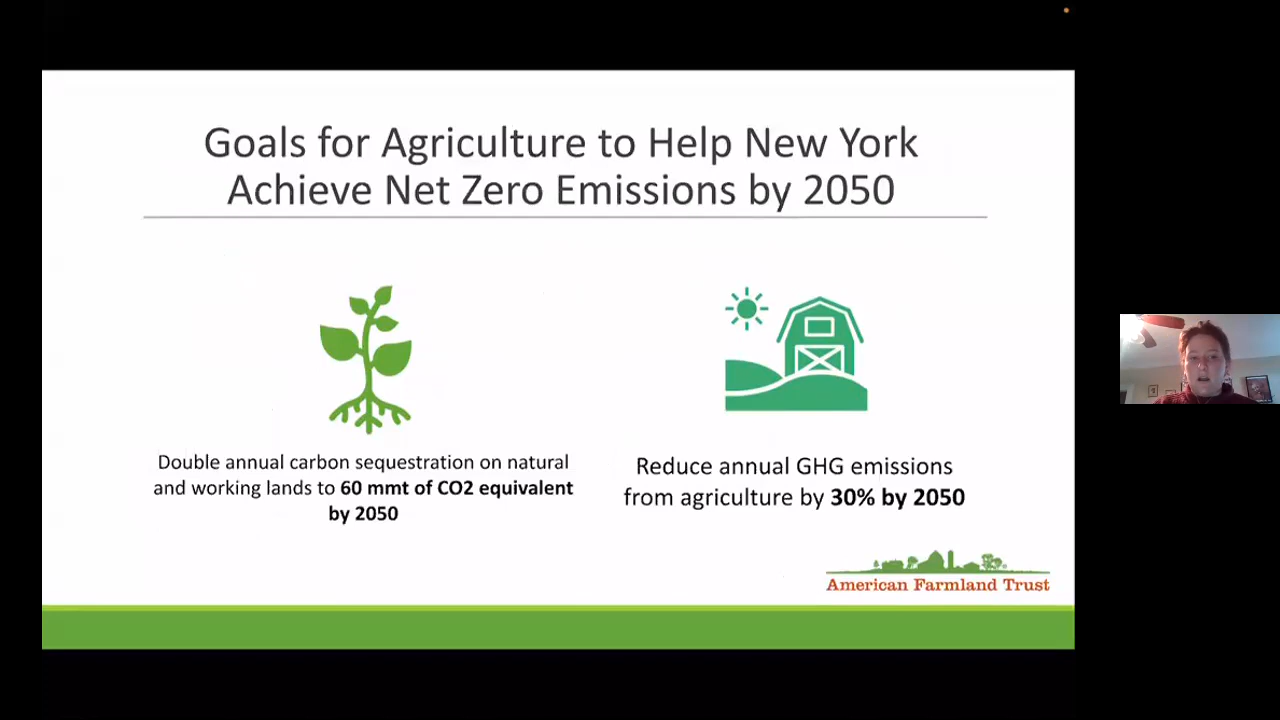 Goals for Agriculture to Help New York
Achieve Net Zero Emissions by 2050
Double annual carbon sequestration on natural
and working lands to 60 mmt of CO2 equivalent
by 2050
Reduce annual GHG emissions
from agriculture by 30% by 2050
American Farmland Trust